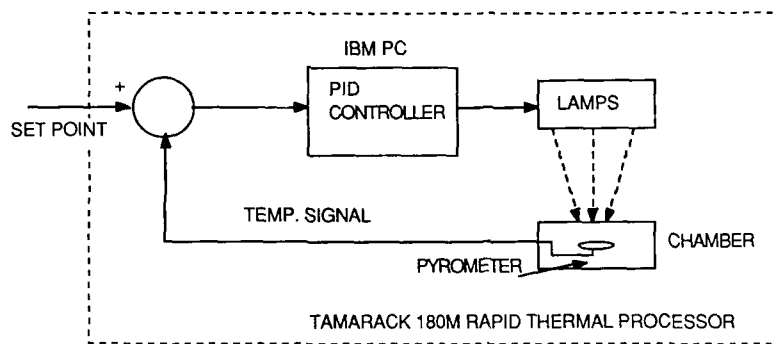 IBM PC
+
PID
CONTROLLER
LAMPS
SET POINT
TEMP. SIGNAL
CHAMBER
PYROMETER
TAMARACK 180M RAPID THERMAL PROCESSOR